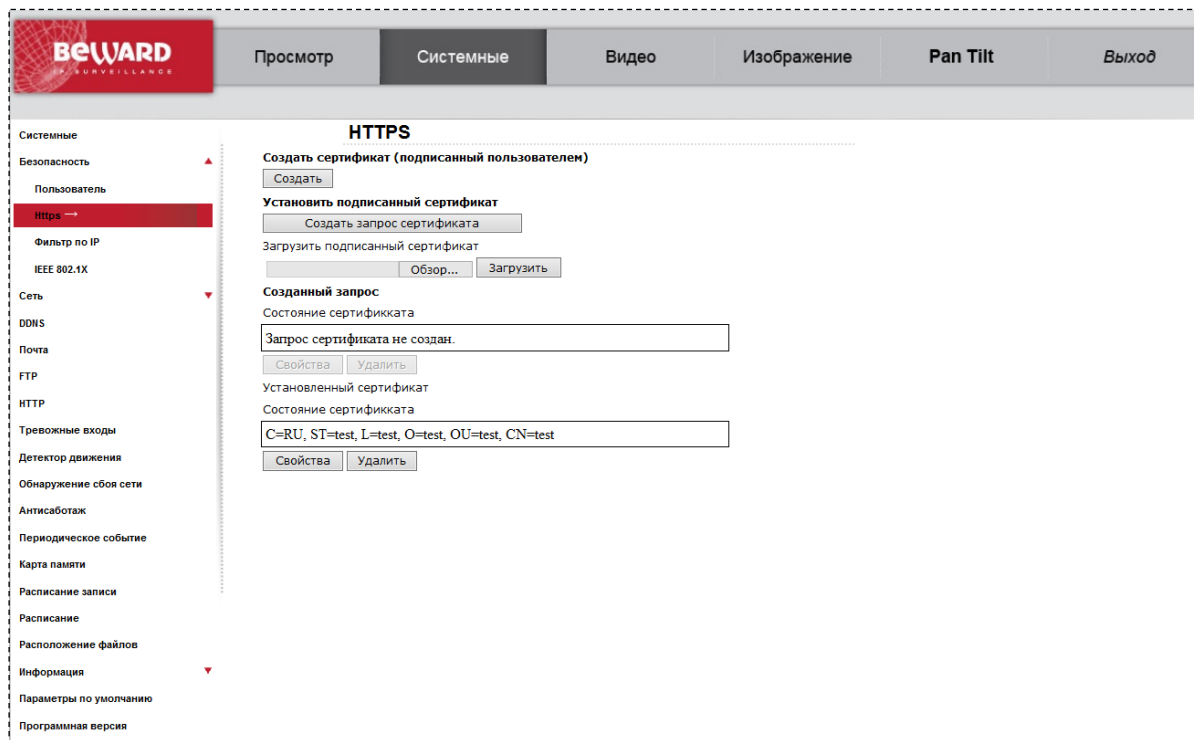 BEWARD
IP SURVEILLANCE
Просмотр
Системные
Видео
Изображение
Pan Tilt
Выход
Системные
Безопасность
Пользователь
Https →
Фильтр по IP
IEEE 802.1X
Сеть
DDNS
Почта
FTP
HTTP
Тревожные входы
Детектор движения
Обнаружение сбоя сети
Антисаботаж
Периодическое событие
Карта памяти
Расписание записи
Расписание
Расположение файлов
Информация
Параметры по умолчанию
Программная версия
HTTPS
Создать сертификат (подписанный пользователем)
Создать
Установить подписанный сертификат
Создать запрос сертификата
Загрузить подписанный сертификат
Обзор... Загрузить
Созданный запрос
Состояние сертификката
Запрос сертификата не создан.
Свойства Удалить
Установленный сертификат
Состояние сертификката
C=RU, ST=test, L=test, O=test, OU=test, CN=test
Свойства Удалить